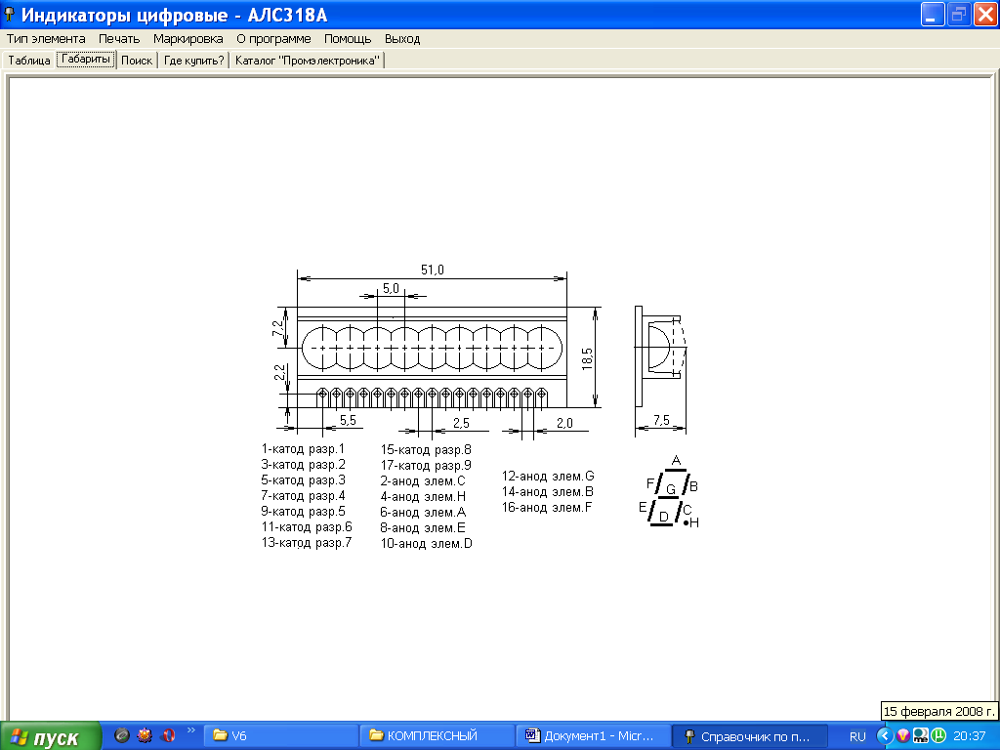 Индикаторы цифровые - АЛС318А
Тип элемента Печать Маркировка О программе Помощь Выход
Таблица Габариты Поиск Где купить? Каталог "Промэлектроника"
51,0
5,0
7,2
2,2
18,5
5,5
2,5
2,0
7,5
1-катод разр.1
3-катод разр.2
5-катод разр.3
7-катод разр.4
9-катод разр.5
11-катод разр.6
13-катод разр.7
15-катод разр.8
17-катод разр.9
2-анод элем.C
4-анод элем.H
6-анод элем.A
8-анод элем.E
10-анод элем.D
12-анод элем.G
14-анод элем.B
16-анод элем.F
A
F G B
E D C
H
15 февраля 2008 г.
пуск V6 КОМПЛЕКСНЫЙ Документ1 - Micr... Справочник по п... RU 20:37